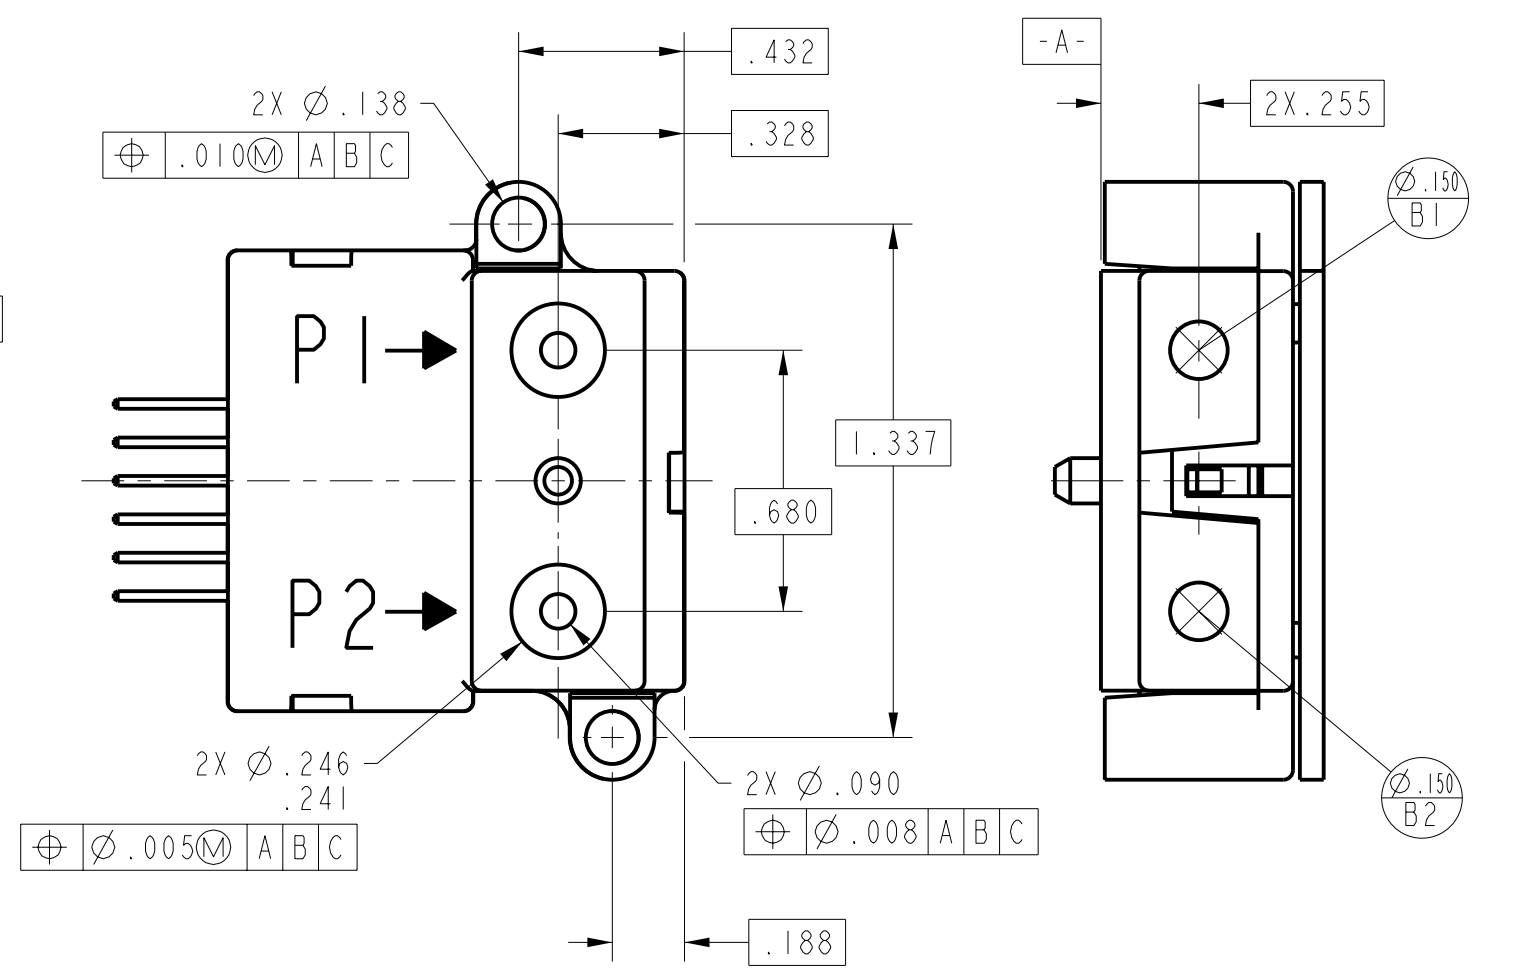 .432
-A-
2X ⌀.138
2X.255
.328
⌖ .010Ⓜ A B C
⌀.150
B1
P1
1.337
.680
P2
2X ⌀.246
.241
2X ⌀.090
⌀.150
B2
⌖ ⌀.008 A B C
⌖ ⌀.005Ⓜ A B C
.188